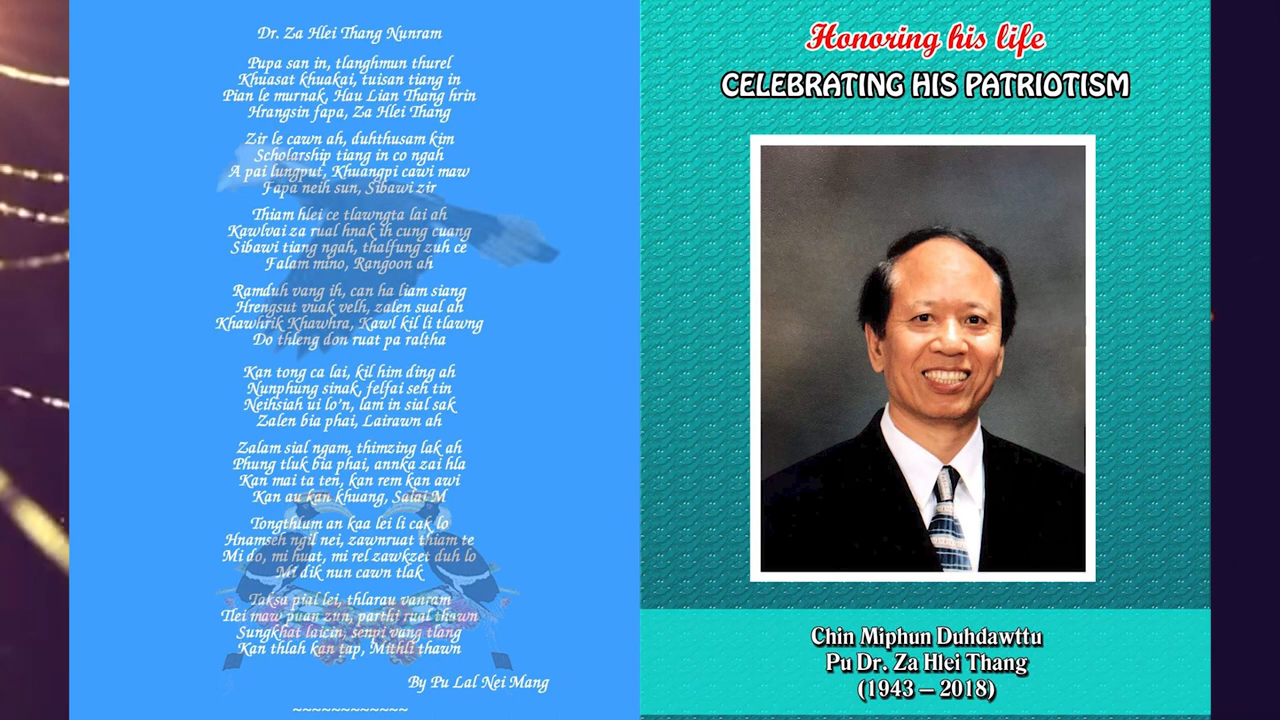 Dr. Za Hlei Thang Nunram
Pupa san in, tlanghmun thurel
Khuasat khuakai, tuisan tiang in
Pian le murnak, Hau Lian Thang hrin
Hrangsin fapa, Za Hlei Thang
Zir le cawn ah, duhthusam kim
Scholarship tiang in co ngah
A pai lungput, Khuangpi cawi maw
Fapa neih sun, Sibawi zir
Thiam hlei ce tlawngta lai ah
Kawlvai za rual hnak ih cung cuang
Sibawi tiang ngah, thalfung zuh ce
Falam mino, Rangoon ah
Ramduh vang ih, can ha liam siang
Hrengsut vuak velh, zalen sual ah
Khawhrik Khawhra, Kawl kil li tlawng
Do thleng don ruat pa ralṭha
Kan tong ca lai, kil him ding ah
Nunphung sinak, felfai seh tin
Neihsiah ui lo'n, lam in sial sak
Zalen bia phai, Lairawn ah
Zalam sial ngam, thimzing lak ah
Phung tluk bia phai, annka zai hla
Kan mai ta ten, kan rem kan awi
Kan au kan khuang, Salai M
Tongthium an kaa lei li cak lo
Hnamseh ngil nei, zawnruat thiam te
Mi do, mi huat, mi rel zawkzet duh lo
Mi dik nun cawn tlak
Taksa pial lei, thlarau vanram
Tlei maw puan zun, parthi rual thawn
Sungkhat laicin, senpi vang tlang
Kan thlah kan tap, Mithli thawn
By Pu Lal Nei Mang
~~~~~~~~~~~~
Honoring his life
CELEBRATING HIS PATRIOTISM
Chin Miphun Duhdawttu
Pu Dr. Za Hlei Thang
(1943 – 2018)